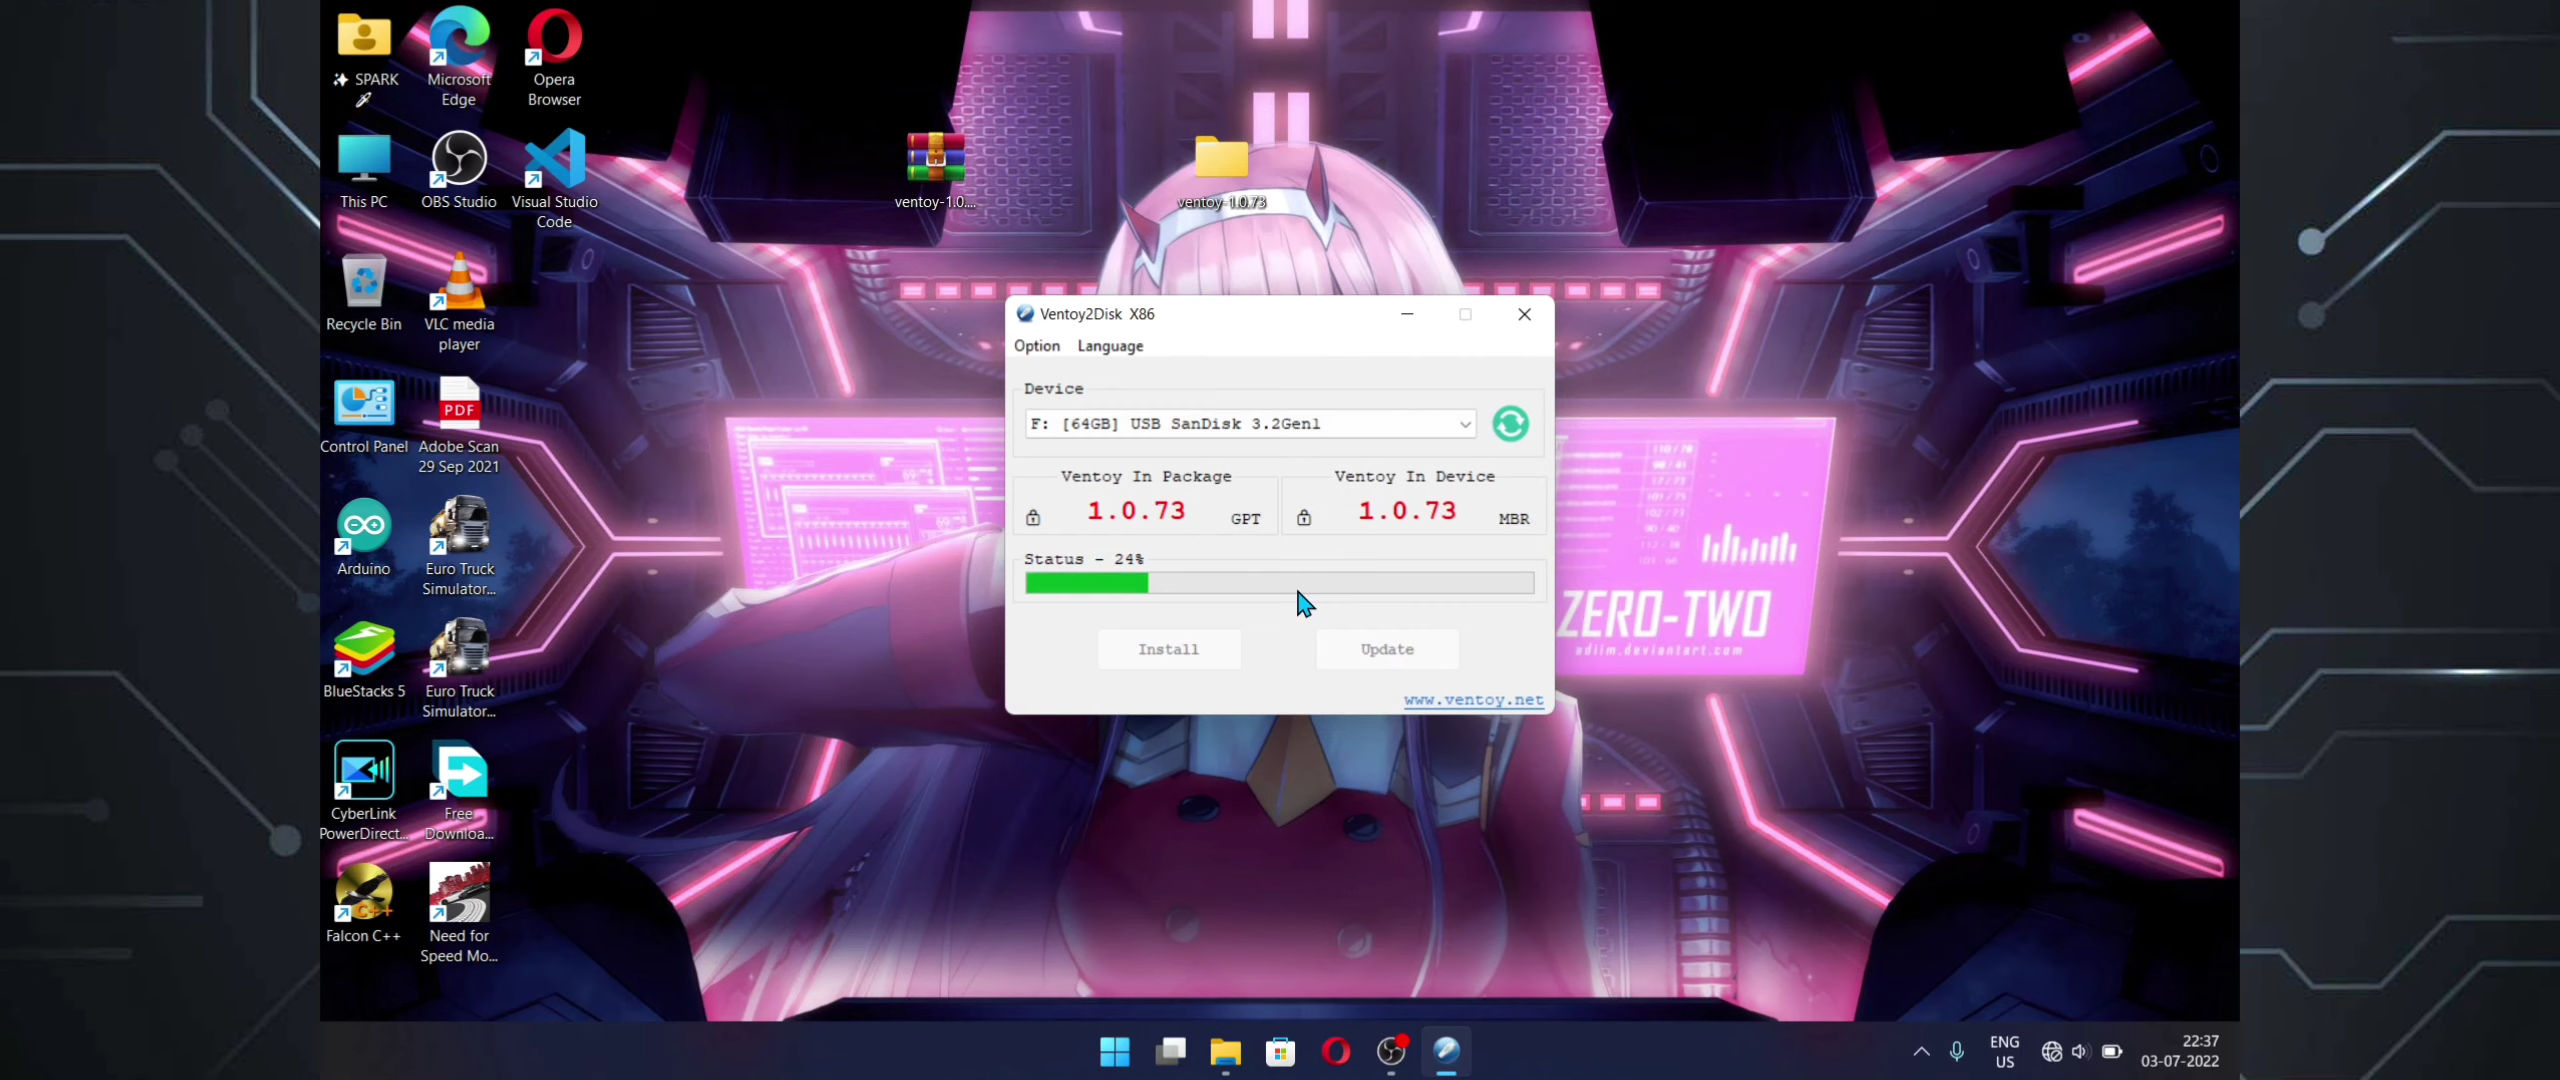 ✨ SPARK
Microsoft
Edge
Opera
Browser
This PC
OBS Studio
Visual Studio
Code
ventoy-1.0....
ventoy-1.0.73
Recycle Bin
VLC media
player
Control Panel
PDF
Adobe Scan
29 Sep 2021
Arduino
Euro Truck
Simulator...
BlueStacks 5
Euro Truck
Simulator...
CyberLink
PowerDirect...
Free
Downloa...
C++
Falcon C++
Need for
Speed Mo...
Ventoy2Disk X86
Option Language
Device
F: [64GB] USB SanDisk 3.2Gen1
Ventoy In Package
1.0.73
GPT
Ventoy In Device
1.0.73
MBR
Status - 24%
Install
Update
www.ventoy.net
ZERO-TWO
adiim.deviantart.com
ENG
US
22:37
03-07-2022